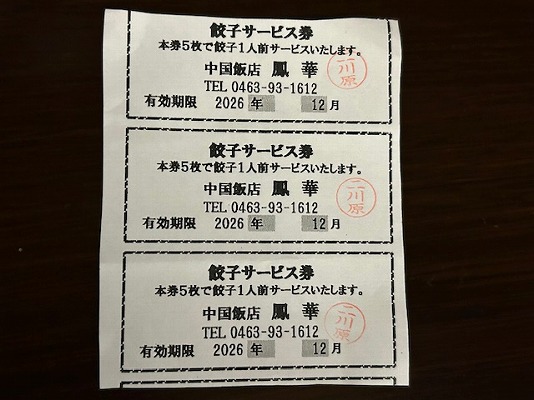 餃子サービス券
本券5枚で餃子1人前サービスいたします。
中国飯店 鳳 華
TEL 0463-93-1612
有効期限 2026 年 12 月
二川原
餃子サービス券
本券5枚で餃子1人前サービスいたします。
中国飯店 鳳 華
TEL 0463-93-1612
有効期限 2026 年 12 月
二川原
餃子サービス券
本券5枚で餃子1人前サービスいたします。
中国飯店 鳳 華
TEL 0463-93-1612
有効期限 2026 年 12 月
二川原